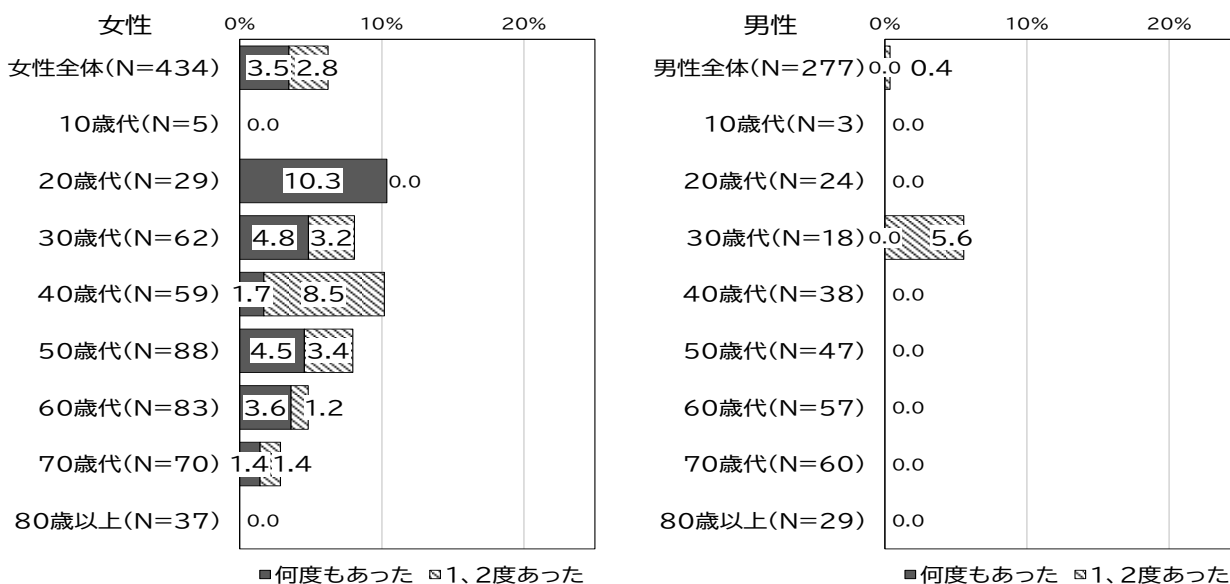 女性
0% 10% 20%
女性全体(N=434) 3.5 2.8
10歳代(N=5) 0.0
20歳代(N=29) 10.3 0.0
30歳代(N=62) 4.8 3.2
40歳代(N=59) 1.7 8.5
50歳代(N=88) 4.5 3.4
60歳代(N=83) 3.6 1.2
70歳代(N=70) 1.4 1.4
80歳以上(N=37) 0.0
何度もあった 1、2度あった
男性
0% 10% 20%
男性全体(N=277) 0.0 0.4
10歳代(N=3) 0.0
20歳代(N=24) 0.0
30歳代(N=18) 0.0 5.6
40歳代(N=38) 0.0
50歳代(N=47) 0.0
60歳代(N=57) 0.0
70歳代(N=60) 0.0
80歳以上(N=29) 0.0
何度もあった 1、2度あった